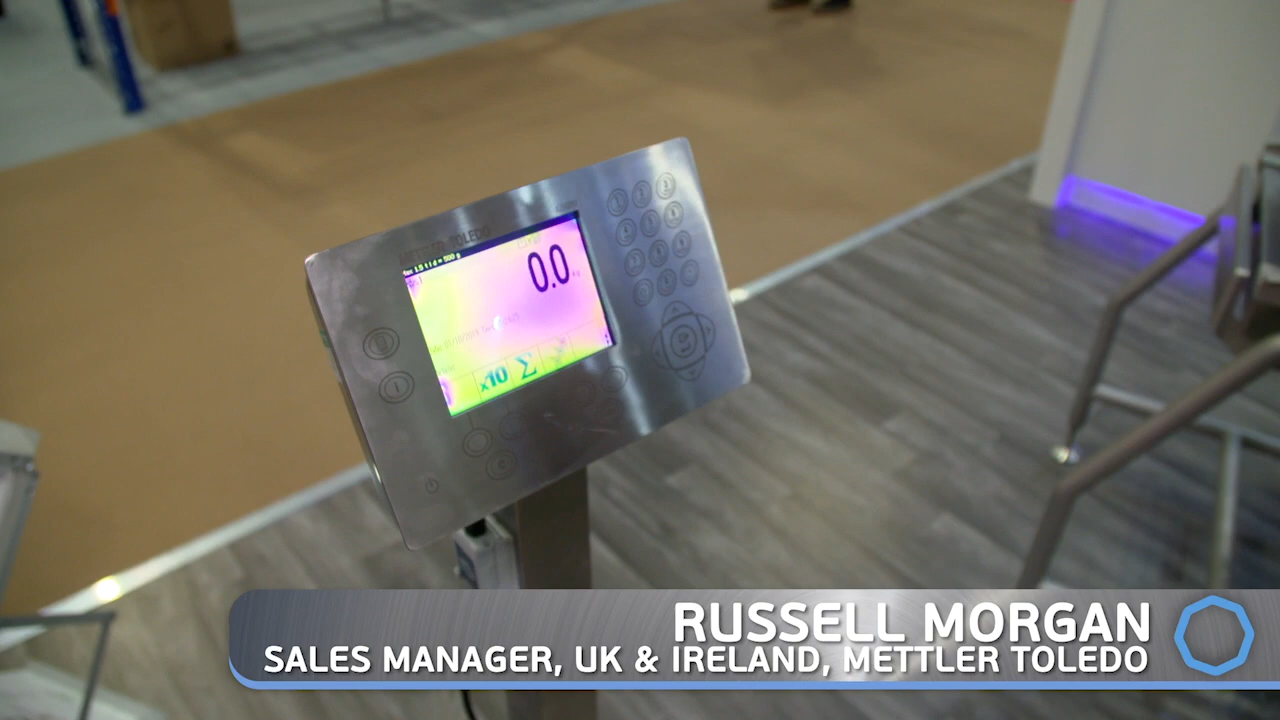 METTLER TOLEDO
0.0
x10 Σ
RUSSELL MORGAN
SALES MANAGER, UK & IRELAND, METTLER TOLEDO